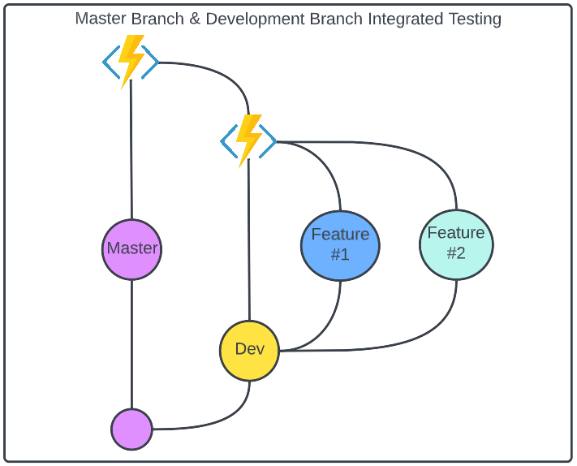 Master Branch & Development Branch Integrated Testing
Master
Feature
#1
Feature
#2
Dev